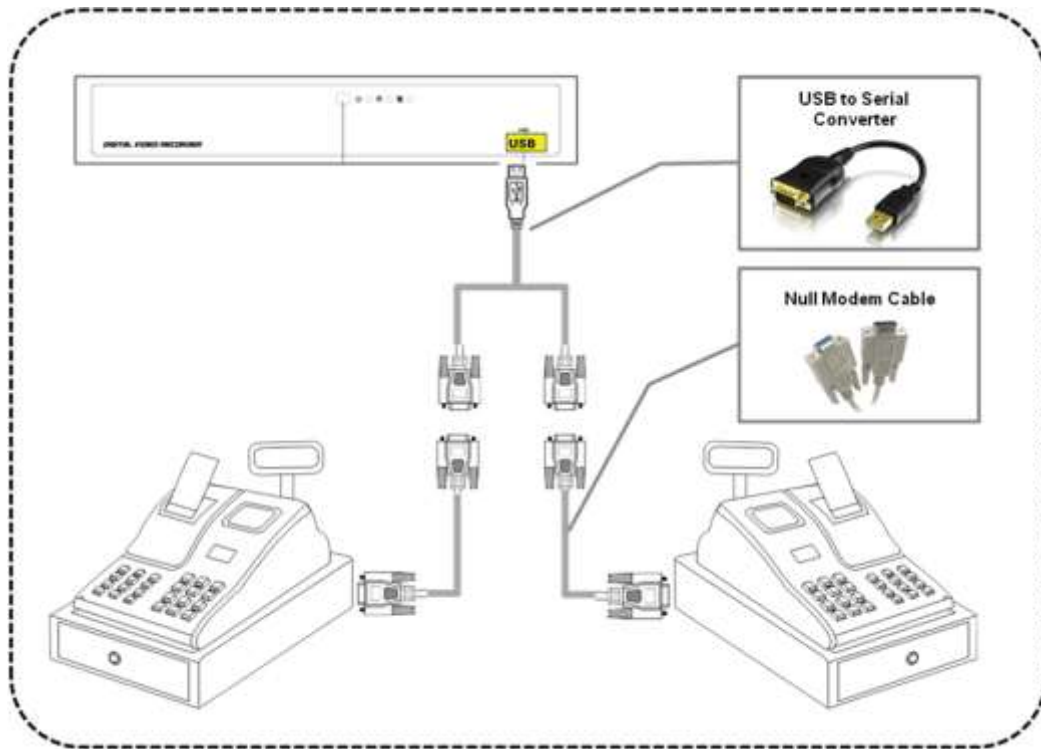 DIGITAL VIDEO RECORDER
USB
USB to Serial
Converter
Null Modem Cable